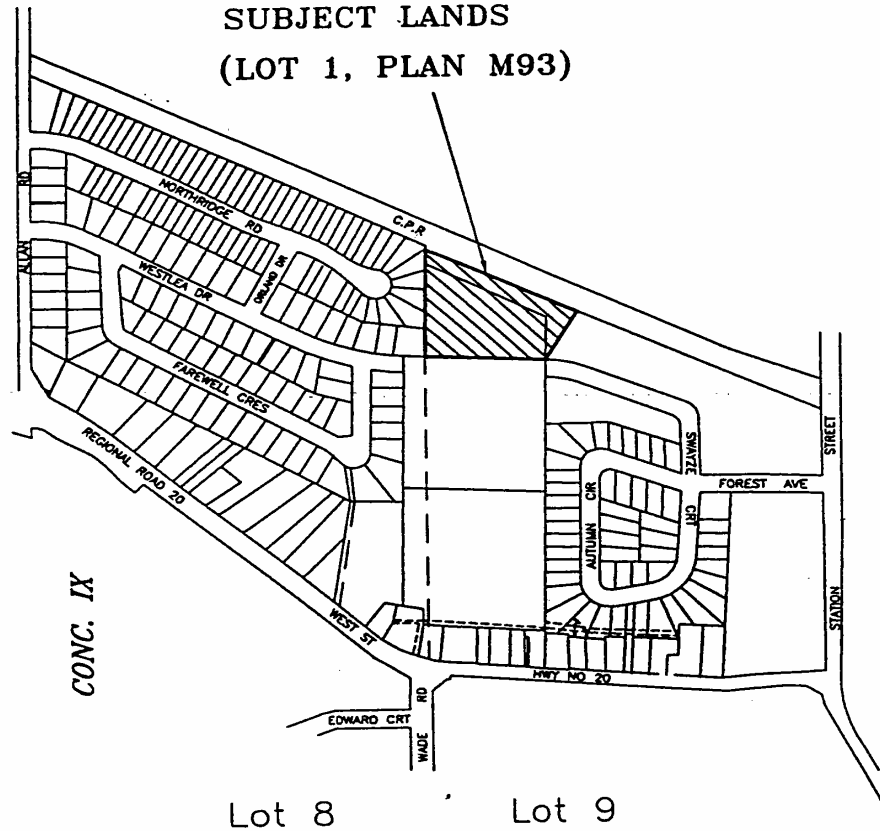 SUBJECT LANDS
(LOT 1, PLAN M93)
C.P.R
NORTHRIDGE RD
ALLAN RD
ORLAND DR
WESTLEA DR
FAREWELL CRES
REGIONAL ROAD 20
SWAYZE CRT
FOREST AVE
STATION STREET
AUTUMN CIR
CONC. IX
WEST ST
HWY NO 20
EDWARD CRT
WADE RD
Lot 8
Lot 9